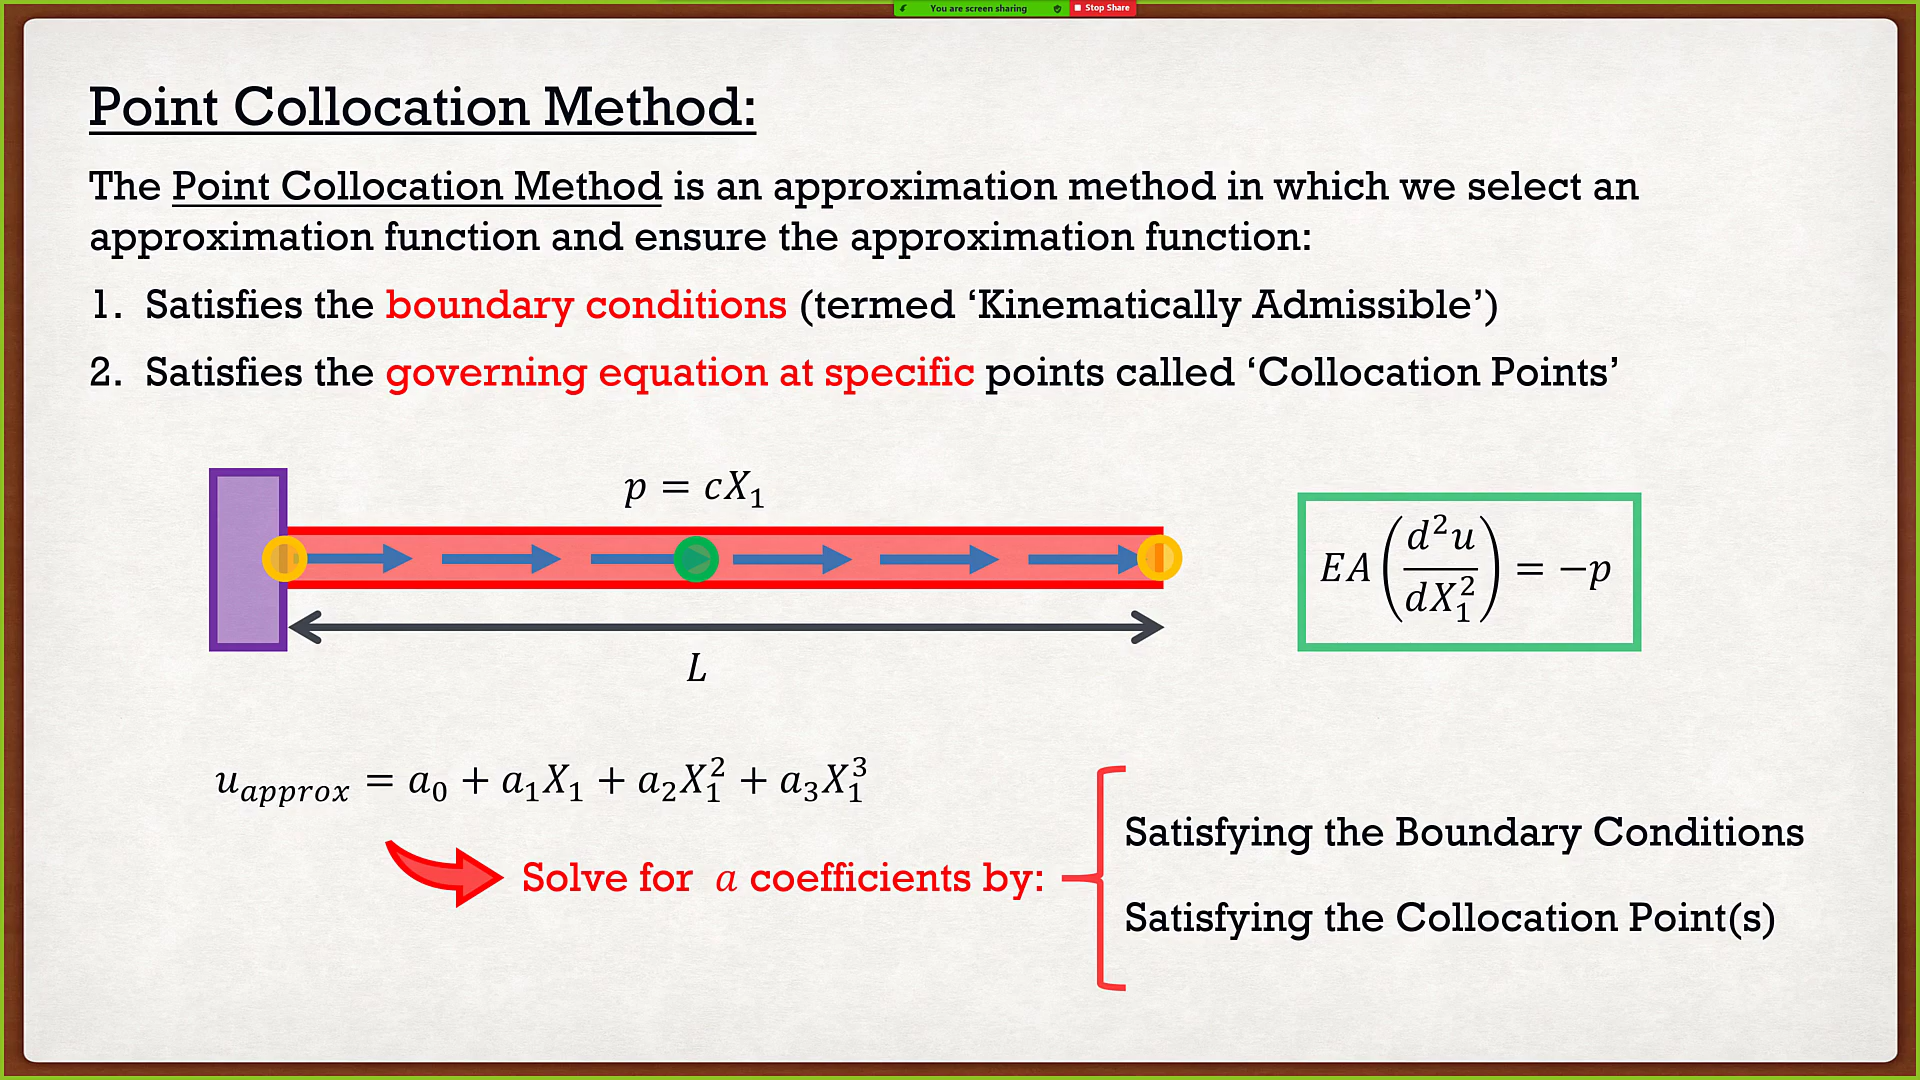 You are screen sharing
Stop Share
Point Collocation Method:
The Point Collocation Method is an approximation method in which we select an
approximation function and ensure the approximation function:
1. Satisfies the boundary conditions (termed ‘Kinematically Admissible’)
2. Satisfies the governing equation at specific points called ‘Collocation Points’
p = cX₁
EA(d²u/dX₁²) = −p
L
u_approx = a₀ + a₁X₁ + a₂X₁² + a₃X₁³
Satisfying the Boundary Conditions
Solve for a coefficients by:
Satisfying the Collocation Point(s)